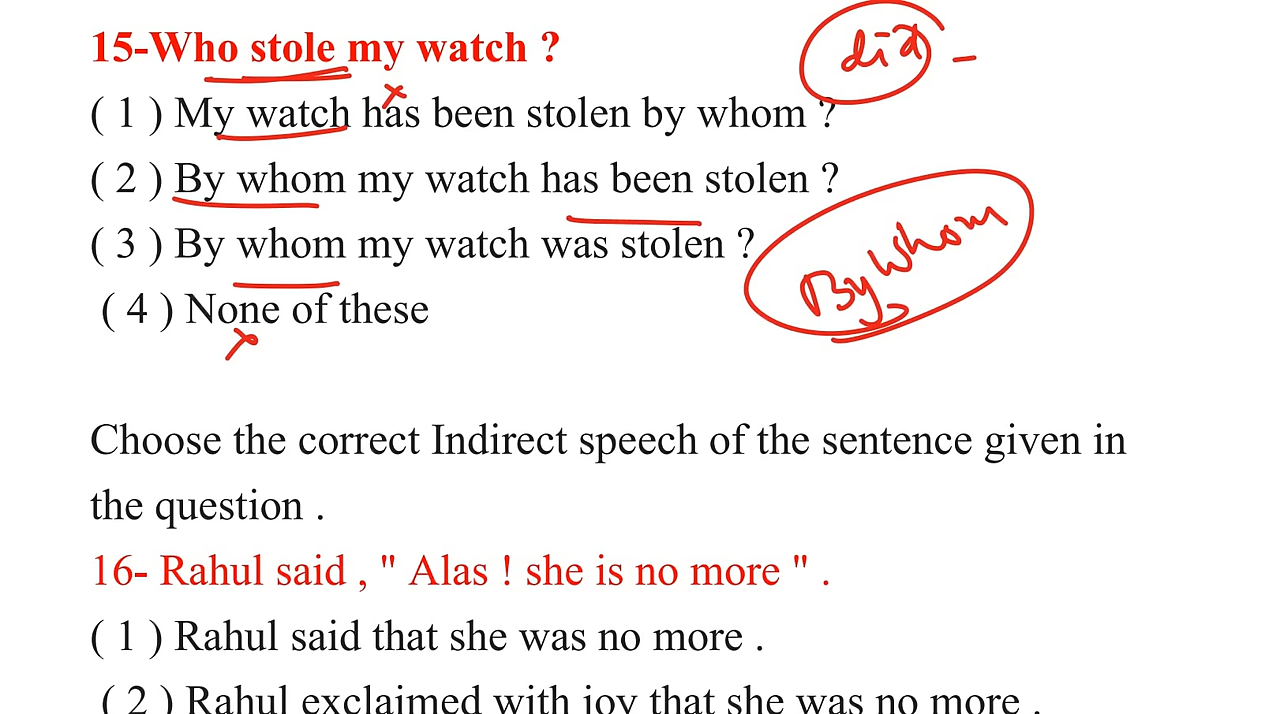 15-Who stole my watch ?
did -
( 1 ) My watch has been stolen by whom ?
( 2 ) By whom my watch has been stolen ?
( 3 ) By whom my watch was stolen ?
By whom
( 4 ) None of these
Choose the correct Indirect speech of the sentence given in
the question .
16- Rahul said , " Alas ! she is no more " .
( 1 ) Rahul said that she was no more .
( 2 ) Rahul exclaimed with joy that she was no more .